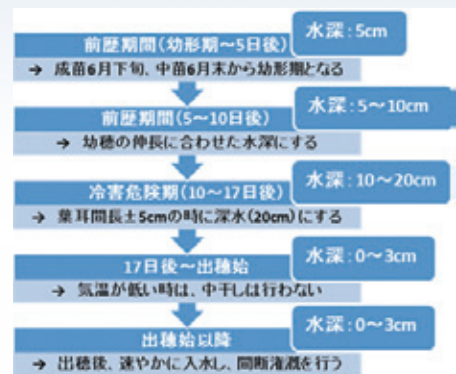 前歴期間(幼形期～5日後)
水深:5cm
→ 成苗6月下旬、中苗6月末から幼形期となる
前歴期間(5～10日後)
水深:5～10cm
→ 幼穂の伸長に合わせた水深にする
冷害危険期(10～17日後)
水深:10～20cm
→ 葉耳間長±5cmの時に深水(20cm)にする
17日後～出穂始
水深:0～3cm
→ 気温が低い時は、中干しは行わない
出穂始以降
水深:0～3cm
→ 出穂後、速やかに入水し、間断灌漑を行う